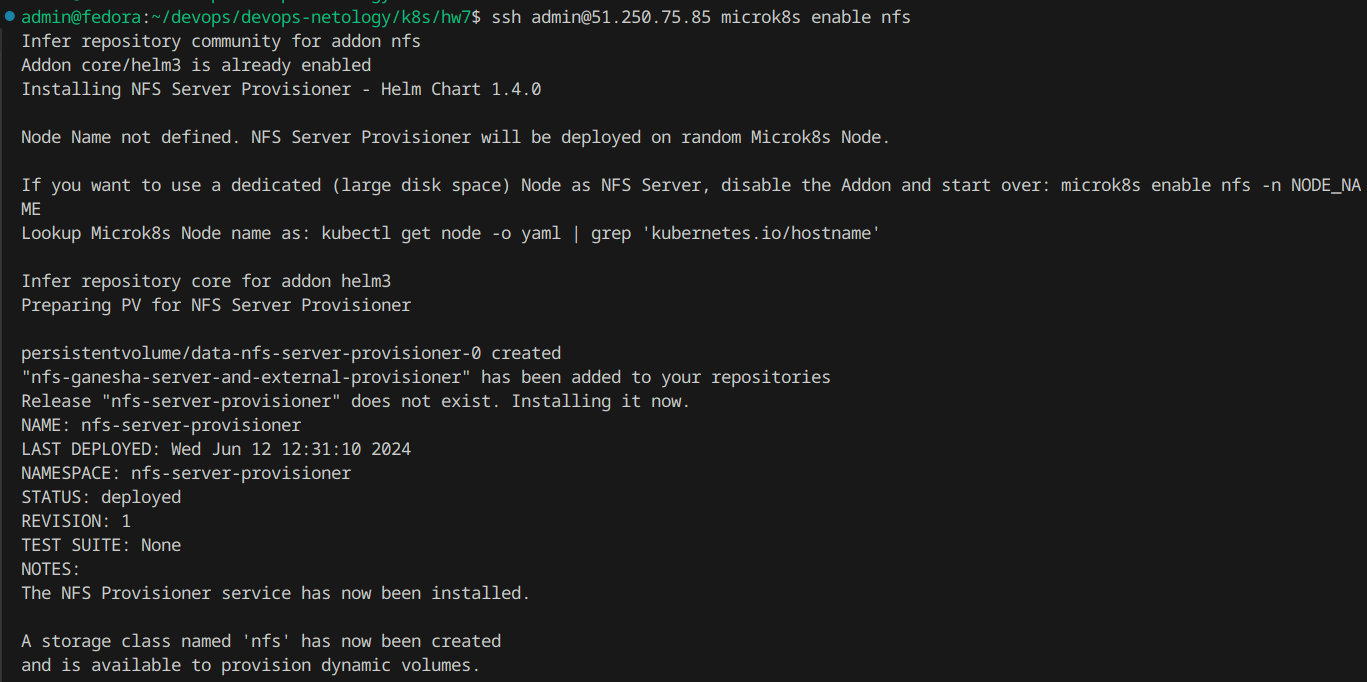 admin@fedora:~/devops/devops-netology/k8s/hw7$ ssh admin@51.250.75.85 microk8s enable nfs
Infer repository community for addon nfs
Addon core/helm3 is already enabled
Installing NFS Server Provisioner - Helm Chart 1.4.0
Node Name not defined. NFS Server Provisioner will be deployed on random Microk8s Node.
If you want to use a dedicated (large disk space) Node as NFS Server, disable the Addon and start over: microk8s enable nfs -n NODE_NA
ME
Lookup Microk8s Node name as: kubectl get node -o yaml | grep 'kubernetes.io/hostname'
Infer repository core for addon helm3
Preparing PV for NFS Server Provisioner
persistentvolume/data-nfs-server-provisioner-0 created
"nfs-ganesha-server-and-external-provisioner" has been added to your repositories
Release "nfs-server-provisioner" does not exist. Installing it now.
NAME: nfs-server-provisioner
LAST DEPLOYED: Wed Jun 12 12:31:10 2024
NAMESPACE: nfs-server-provisioner
STATUS: deployed
REVISION: 1
TEST SUITE: None
NOTES:
The NFS Provisioner service has now been installed.
A storage class named 'nfs' has now been created
and is available to provision dynamic volumes.